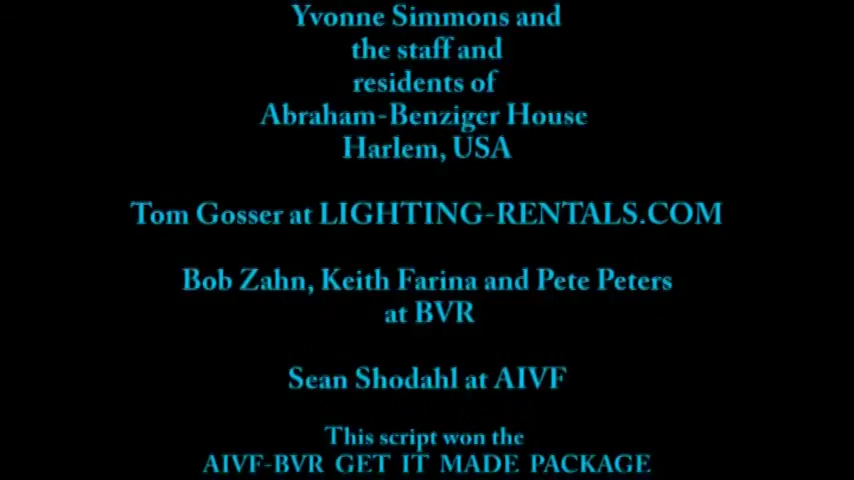 Yvonne Simmons and
the staff and
residents of
Abraham-Benziger House
Harlem, USA
Tom Gosser at LIGHTING-RENTALS.COM
Bob Zahn, Keith Farina and Pete Peters
at BVR
Sean Shodahl at AIVF
This script won the
AIVF-BVR GET IT MADE PACKAGE